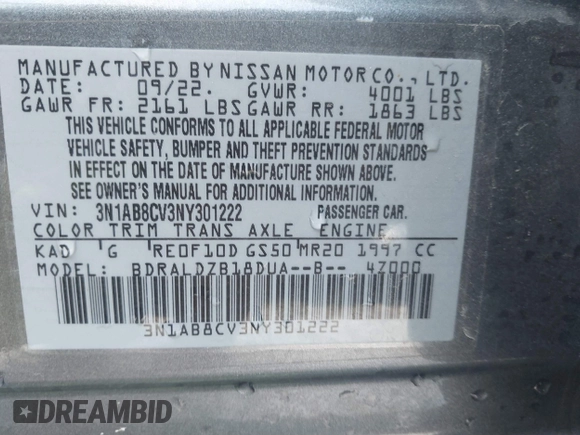 MANUFACTURED BY NISSAN MOTOR CO., LTD.
DATE: 09/22. GVWR: 4001 LBS
GAWR FR: 2161 LBS GAWR RR: 1863 LBS
THIS VEHICLE CONFORMS TO ALL APPLICABLE FEDERAL MOTOR
VEHICLE SAFETY, BUMPER AND THEFT PREVENTION STANDARDS
IN EFFECT ON THE DATE OF MANUFACTURE SHOWN ABOVE.
SEE OWNER'S MANUAL FOR ADDITIONAL INFORMATION.
VIN: 3N1AB8CV3NY301222 PASSENGER CAR.
COLOR TRIM TRANS AXLE ENGINE
KAD G RE0F10D GS50 MR20 1997 CC
MODEL: BDRALDZB18DUA--B-- 4Z000
3N1AB8CV3NY301222
DREAMBID